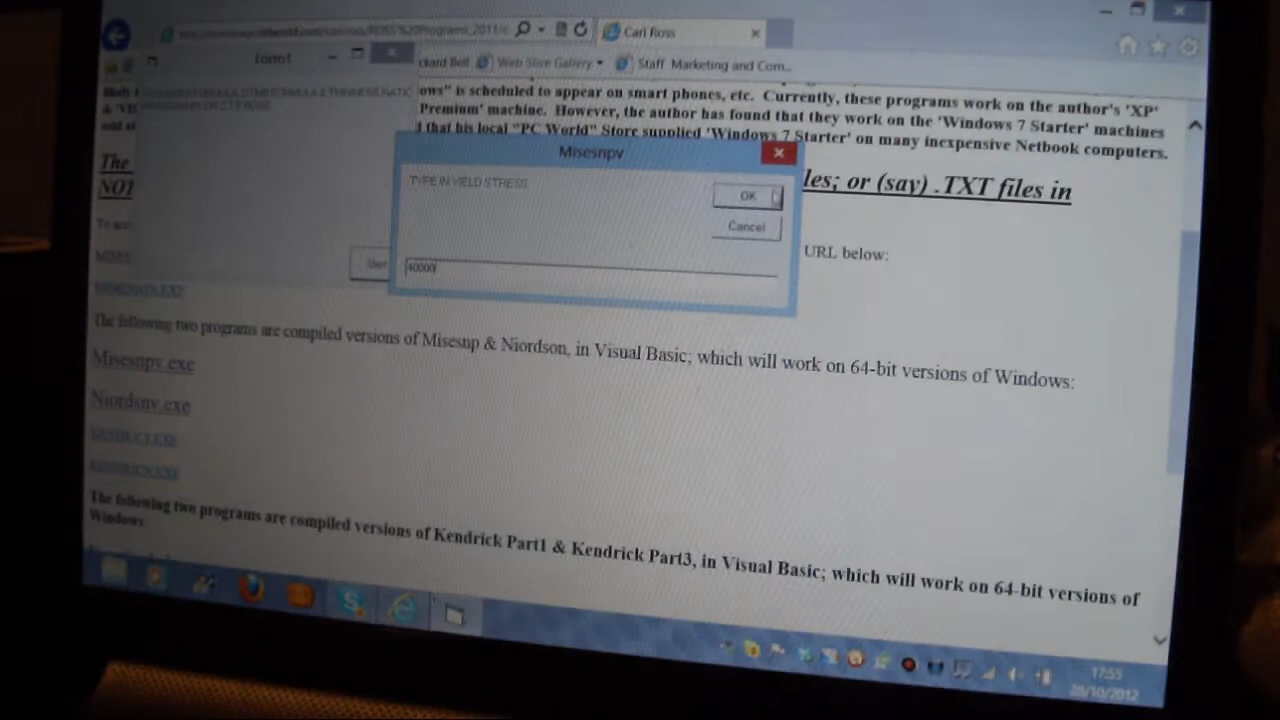 Carl Ross
form1
ckard Bell
Web Slice Gallery
Staff Marketing and Com...
ows" is scheduled to appear on smart phones, etc. Currently, these programs work on the author's 'XP'
Premium' machine. However, the author has found that they work on the 'Windows 7 Starter' machines
that his local "PC World" Store supplied 'Windows 7 Starter' on many inexpensive Netbook computers.
Misesnpv
TYPE IN YIELD STRESS
OK
Cancel
40000
The
les; or (say) .TXT files in
NOT
URL below:
Start
The following two programs are compiled versions of Misesnp & Niordson, in Visual Basic; which will work on 64-bit versions of Windows:
Misesnpv.exe
Niordsnv.exe
The following two programs are compiled versions of Kendrick Part1 & Kendrick Part3, in Visual Basic; which will work on 64-bit versions of
Windows:
17:55
28/10/2012